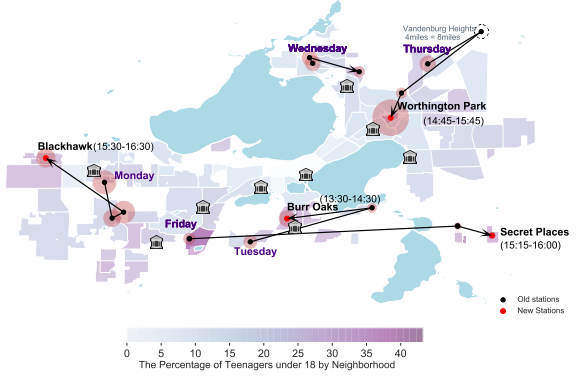 Vandenburg Heights
4miles = 8miles
Wednesday
Thursday
Worthington Park
(14:45-15:45)
Blackhawk(15:30-16:30)
Monday
(13:30-14:30)
Burr Oaks
Friday
Secret Places
(15:15-16:00)
Tuesday
Old stations
New Stations
0 5 10 15 20 25 30 35 40
The Percentage of Teenagers under 18 by Neighborhood